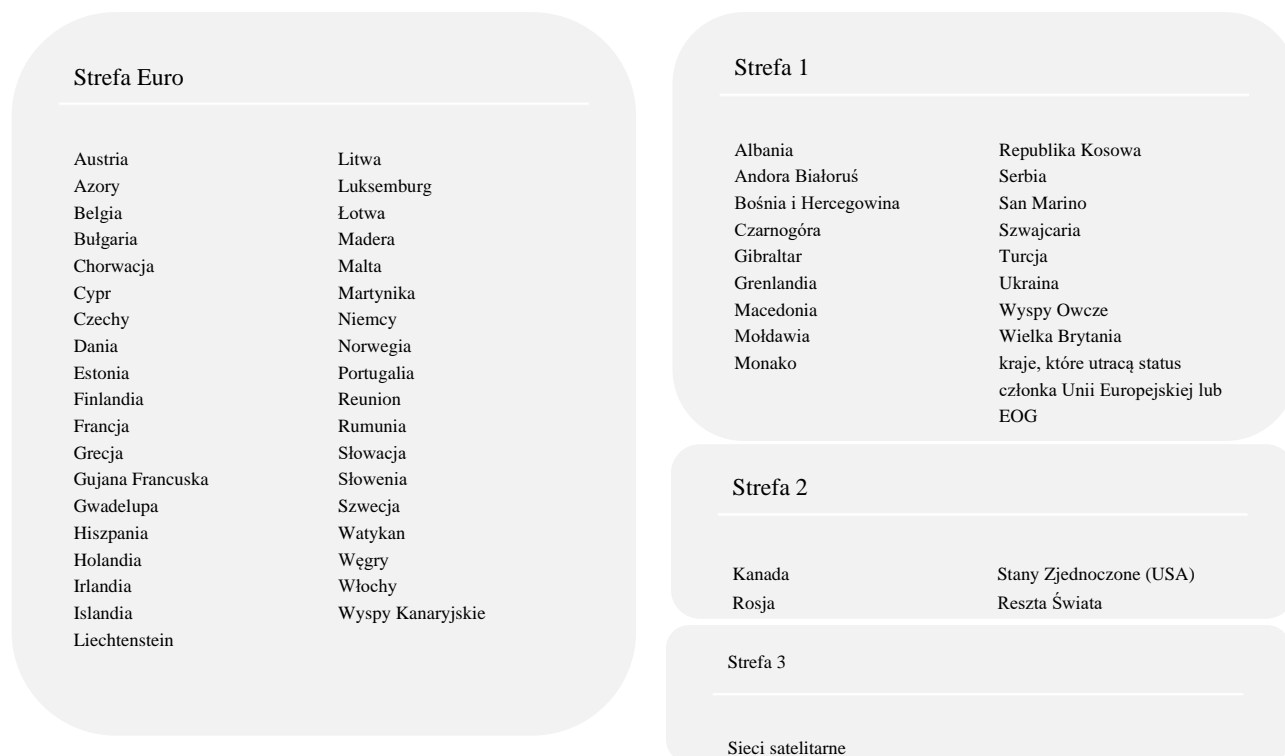 Strefa Euro
Austria
Azory
Belgia
Bułgaria
Chorwacja
Cypr
Czechy
Dania
Estonia
Finlandia
Francja
Grecja
Gujana Francuska
Gwadelupa
Hiszpania
Holandia
Irlandia
Islandia
Liechtenstein
Litwa
Luksemburg
Łotwa
Madera
Malta
Martynika
Niemcy
Norwegia
Portugalia
Reunion
Rumunia
Słowacja
Słowenia
Szwecja
Watykan
Węgry
Włochy
Wyspy Kanaryjskie
Strefa 1
Albania
Andora Białoruś
Bośnia i Hercegowina
Czarnogóra
Gibraltar
Grenlandia
Macedonia
Mołdawia
Monako
Republika Kosowa
Serbia
San Marino
Szwajcaria
Turcja
Ukraina
Wyspy Owcze
Wielka Brytania
kraje, które utracą status
członka Unii Europejskiej lub
EOG
Strefa 2
Kanada
Rosja
Stany Zjednoczone (USA)
Reszta Świata
Strefa 3
Sieci satelitarne